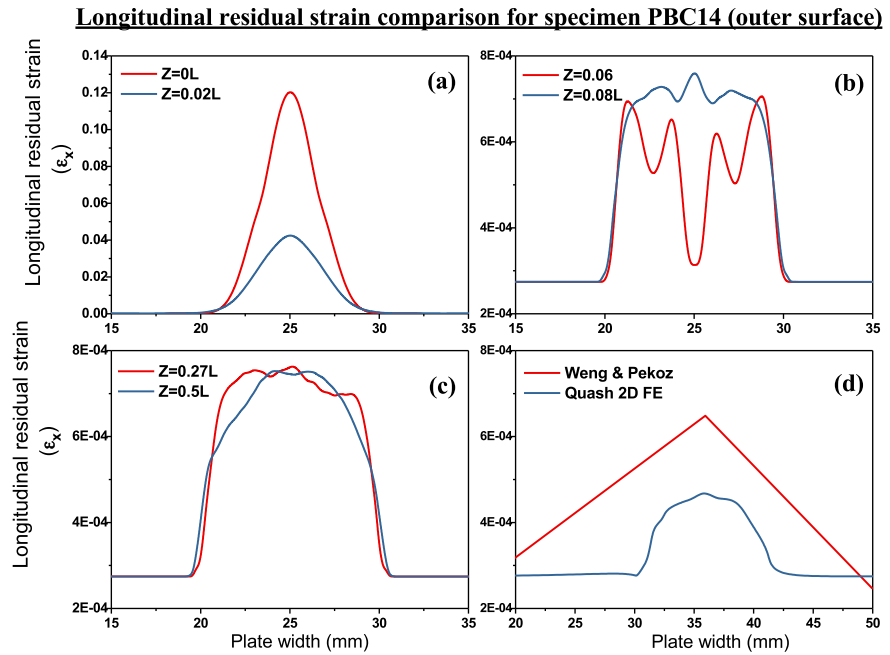 Longitudinal residual strain comparison for specimen PBC14 (outer surface)
Longitudinal residual strain
(εx)
0.14
0.12
0.10
0.08
0.06
0.04
0.02
0.00
Z=0L
Z=0.02L
(a)
15 20 25 30 35
8E-04
6E-04
4E-04
2E-04
Z=0.06
Z=0.08L
(b)
15 20 25 30 35
Longitudinal residual strain
(εx)
8E-04
6E-04
4E-04
2E-04
Z=0.27L
Z=0.5L
(c)
15 20 25 30 35
Plate width (mm)
8E-04
6E-04
4E-04
2E-04
Weng & Pekoz
Quash 2D FE
(d)
20 25 30 35 40 45 50
Plate width (mm)